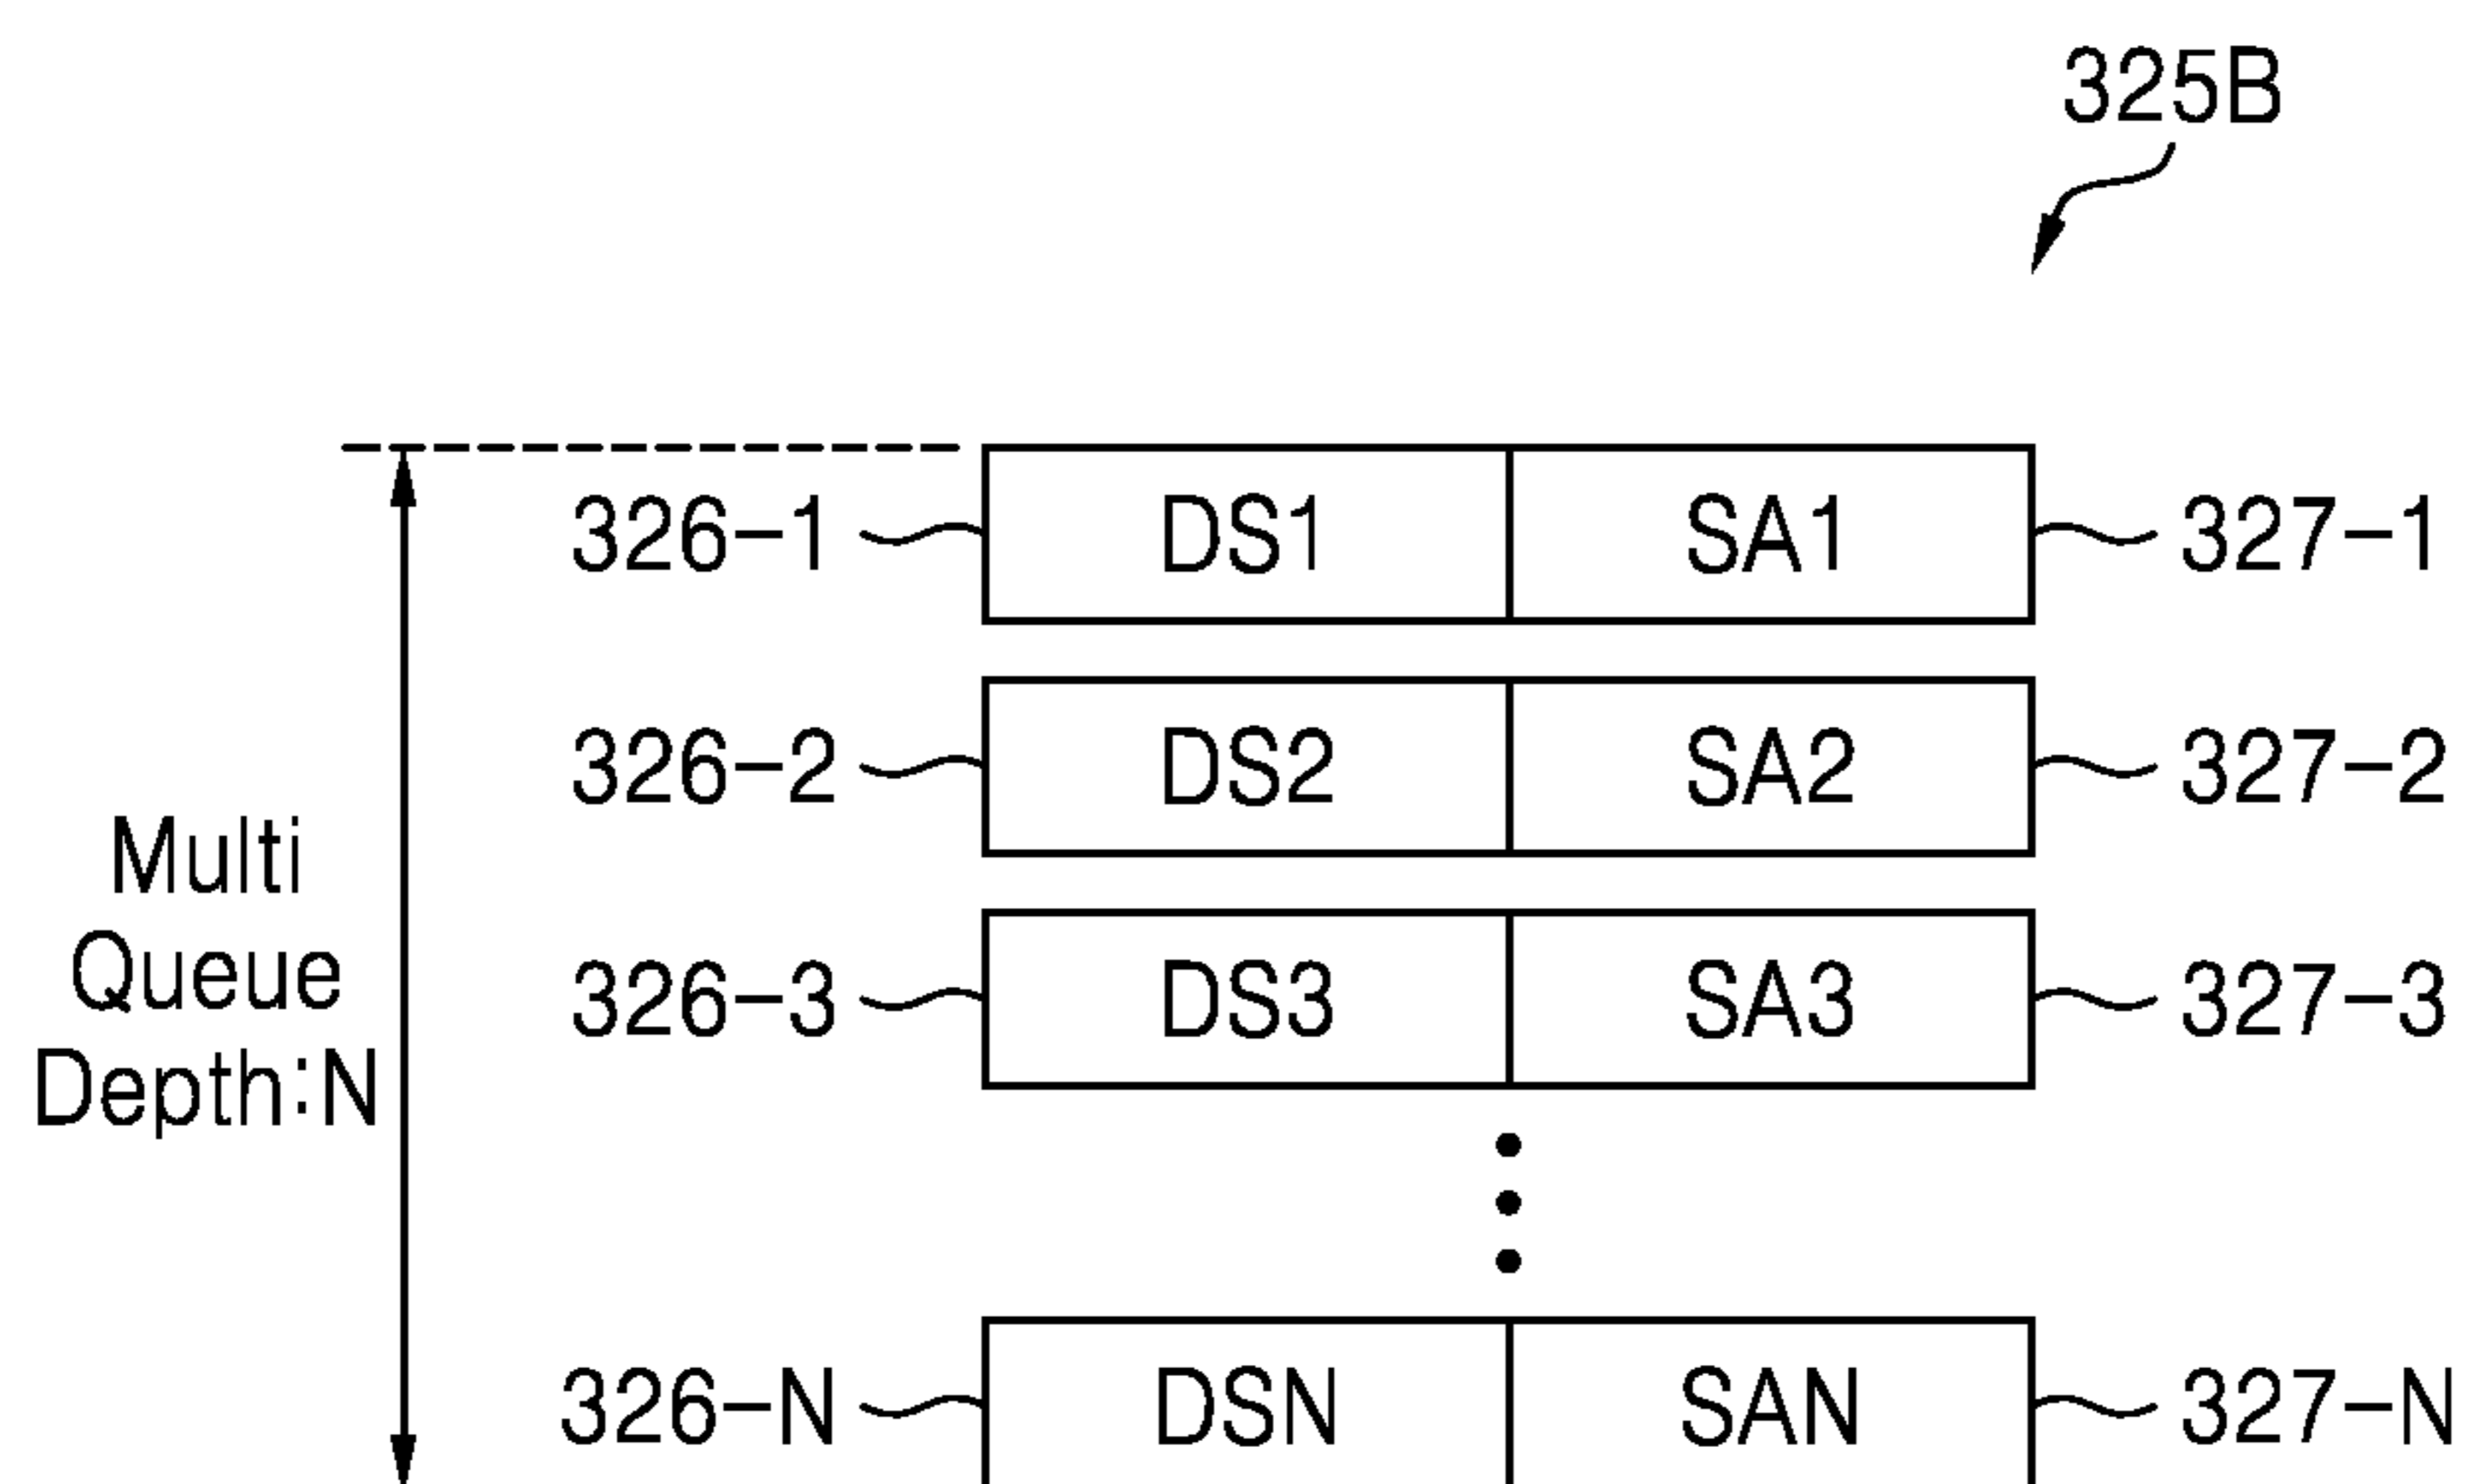 325B
326-1 DS1 SA1 327-1
326-2 DS2 SA2 327-2
Multi
Queue
Depth:N
326-3 DS3 SA3 327-3
326-N DSN SAN 327-N